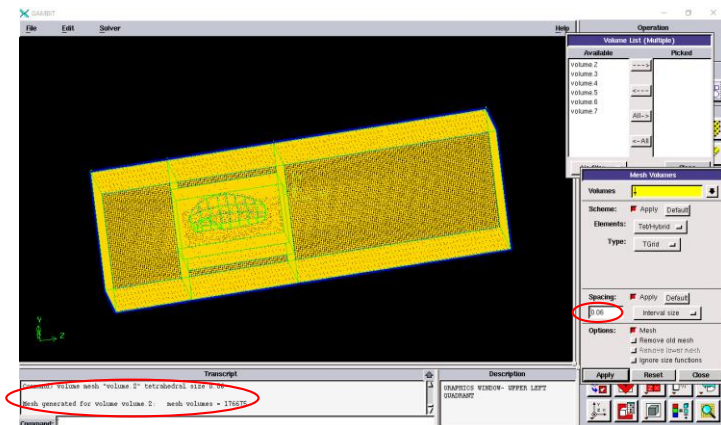 GAMBIT
File Edit Solver Help
Operation
Volume List (Multiple)
Available Picked
volume.2
volume.3
volume.4
volume.5
volume.6
volume.7
--->
<---
All->
<-All
Close
Mesh Volumes
Volumes
Scheme: Apply Default
Elements: Tet/Hybrid
Type: TGrid
Spacing: Apply Default
0.06 Interval size
Options: Mesh
Remove old mesh
Remove lower mesh
Ignore size functions
Apply Reset Close
Y
Z
Transcript
Command> volume mesh "volume.2" tetrahedral size 0.06
Mesh generated for volume volume.2: mesh volumes = 176675
Command:
Description
GRAPHICS WINDOW- UPPER LEFT
QUADRANT